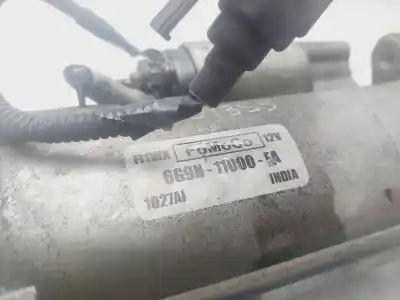 FoMoCo 12V
6G9N-11000-FA
1027AI INDIA